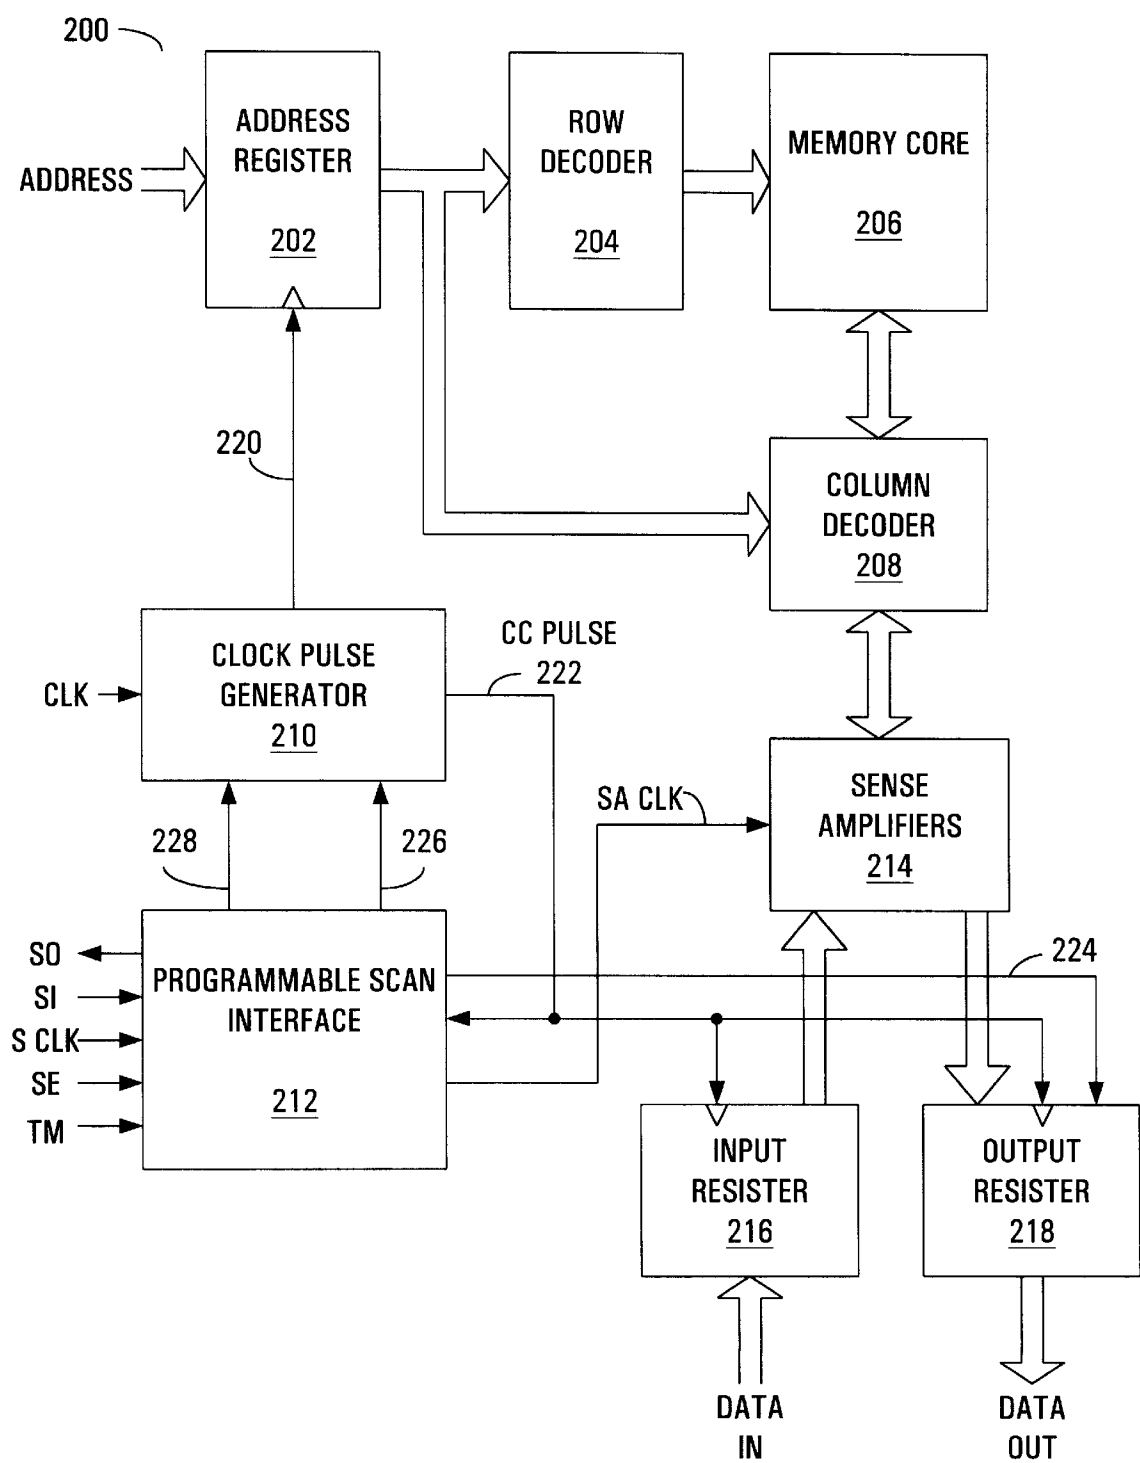 200
ADDRESS
ADDRESS
REGISTER
202
ROW
DECODER
204
MEMORY CORE
206
220
COLUMN
DECODER
208
CLK
CLOCK PULSE
GENERATOR
210
CC PULSE
222
228
226
SA CLK
SENSE
AMPLIFIERS
214
SO
SI
S CLK
SE
TM
PROGRAMMABLE SCAN
INTERFACE
212
224
INPUT
RESISTER
216
OUTPUT
RESISTER
218
DATA
IN
DATA
OUT